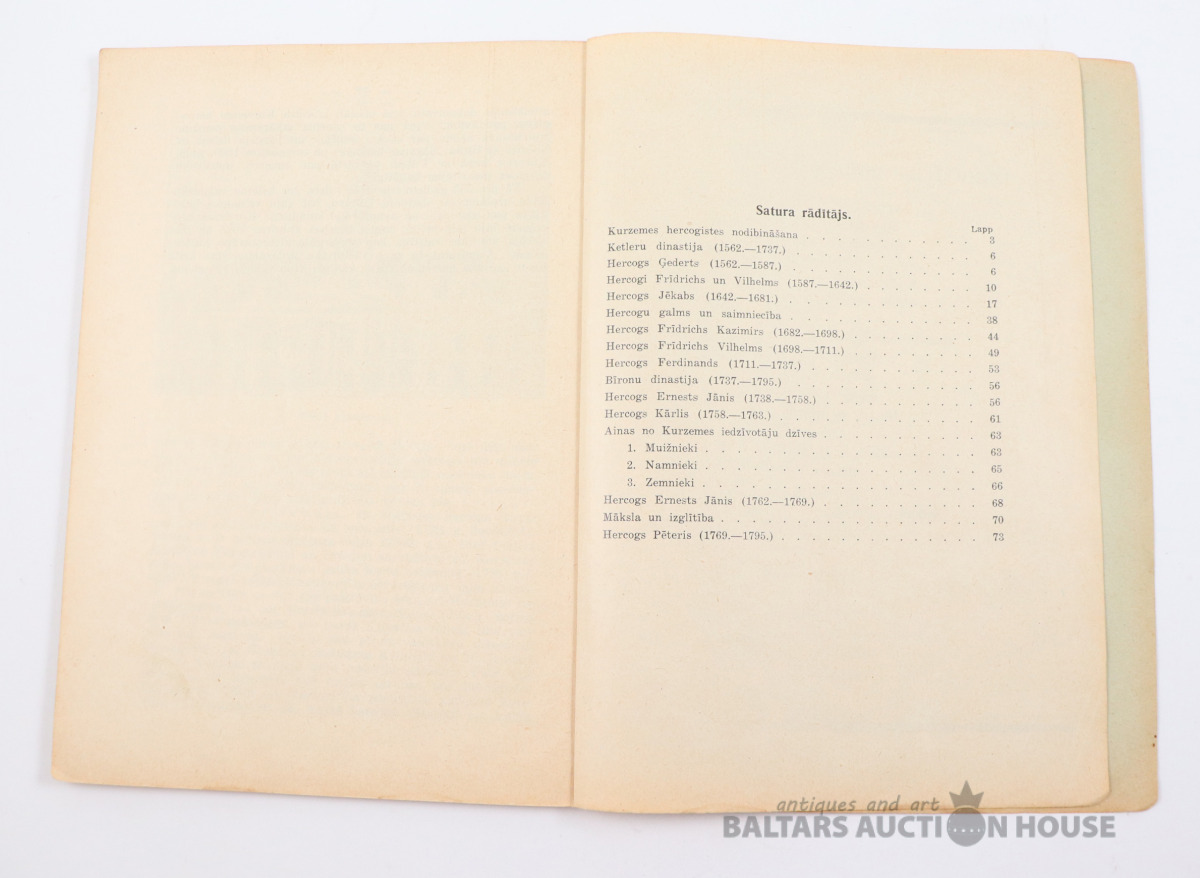 Satura rādītājs.
Lapp
Kurzemes hercogistes nodibināšana . . . . . . . . . . . 3
Ketleru dinastija (1562.—1737.) . . . . . . . . . . . . 6
Hercogs Ģederts (1562.—1587.) . . . . . . . . . . . . 6
Hercogi Frīdrichs un Vilhelms (1587.—1642.) . . . . . . . 10
Hercogs Jēkabs (1642.—1681.) . . . . . . . . . . . . 17
Hercogu galms un saimniecība . . . . . . . . . . . . 38
Hercogs Frīdrichs Kazimirs (1682.—1698.) . . . . . . . . 44
Hercogs Frīdrichs Vilhelms (1698.—1711.) . . . . . . . . 49
Hercogs Ferdinands (1711.—1737.) . . . . . . . . . . . 53
Bīronu dinastija (1737.—1795.) . . . . . . . . . . . . 56
Hercogs Ernests Jānis (1738.—1758.) . . . . . . . . . . 56
Hercogs Kārlis (1758.—1763.) . . . . . . . . . . . . 61
Ainas no Kurzemes iedzīvotāju dzīves . . . . . . . . . . 63
1. Muižnieki . . . . . . . . . . . . . . . . . 63
2. Namnieki . . . . . . . . . . . . . . . . . 65
3. Zemnieki . . . . . . . . . . . . . . . . . 66
Hercogs Ernests Jānis (1762.—1769.) . . . . . . . . . . 68
Māksla un izglītība . . . . . . . . . . . . . . . . 70
Hercogs Pēteris (1769.—1795.) . . . . . . . . . . . . 73
antiques and art
BALTARS AUCTION HOUSE